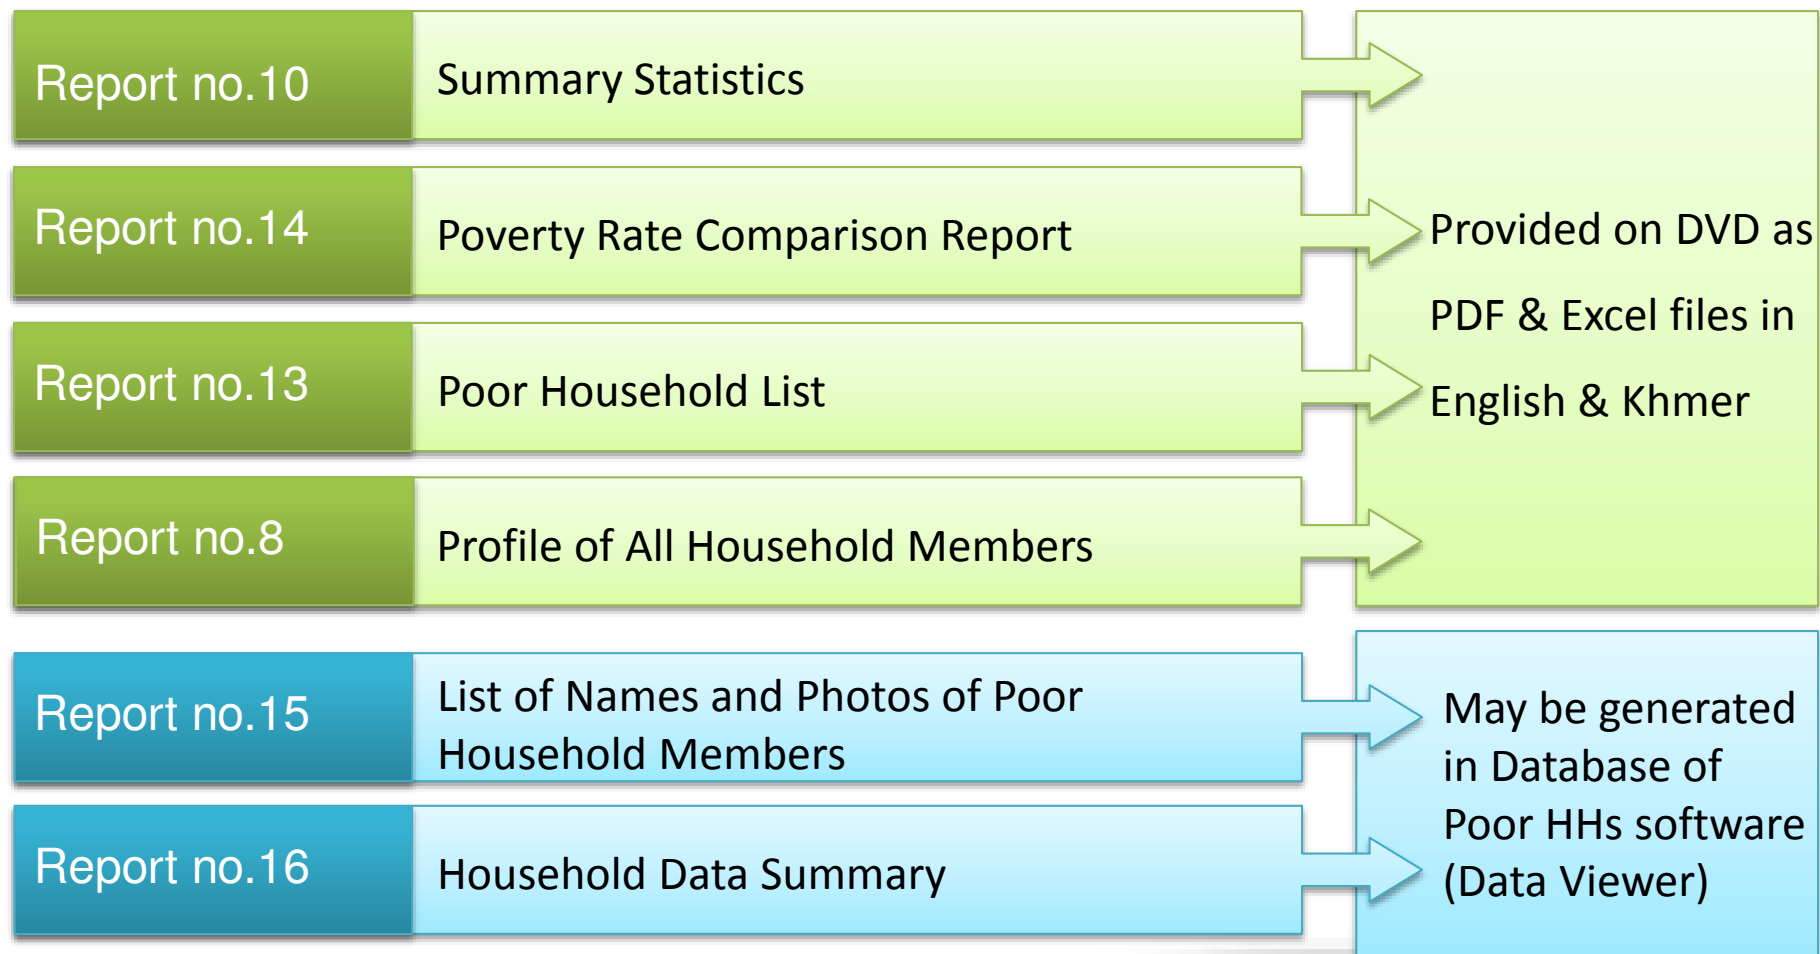 Report no.10
Summary Statistics
Report no.14
Poverty Rate Comparison Report
Report no.13
Poor Household List
Report no.8
Profile of All Household Members
Provided on DVD as
PDF & Excel files in
English & Khmer
Report no.15
List of Names and Photos of Poor
Household Members
Report no.16
Household Data Summary
May be generated
in Database of
Poor HHs software
(Data Viewer)